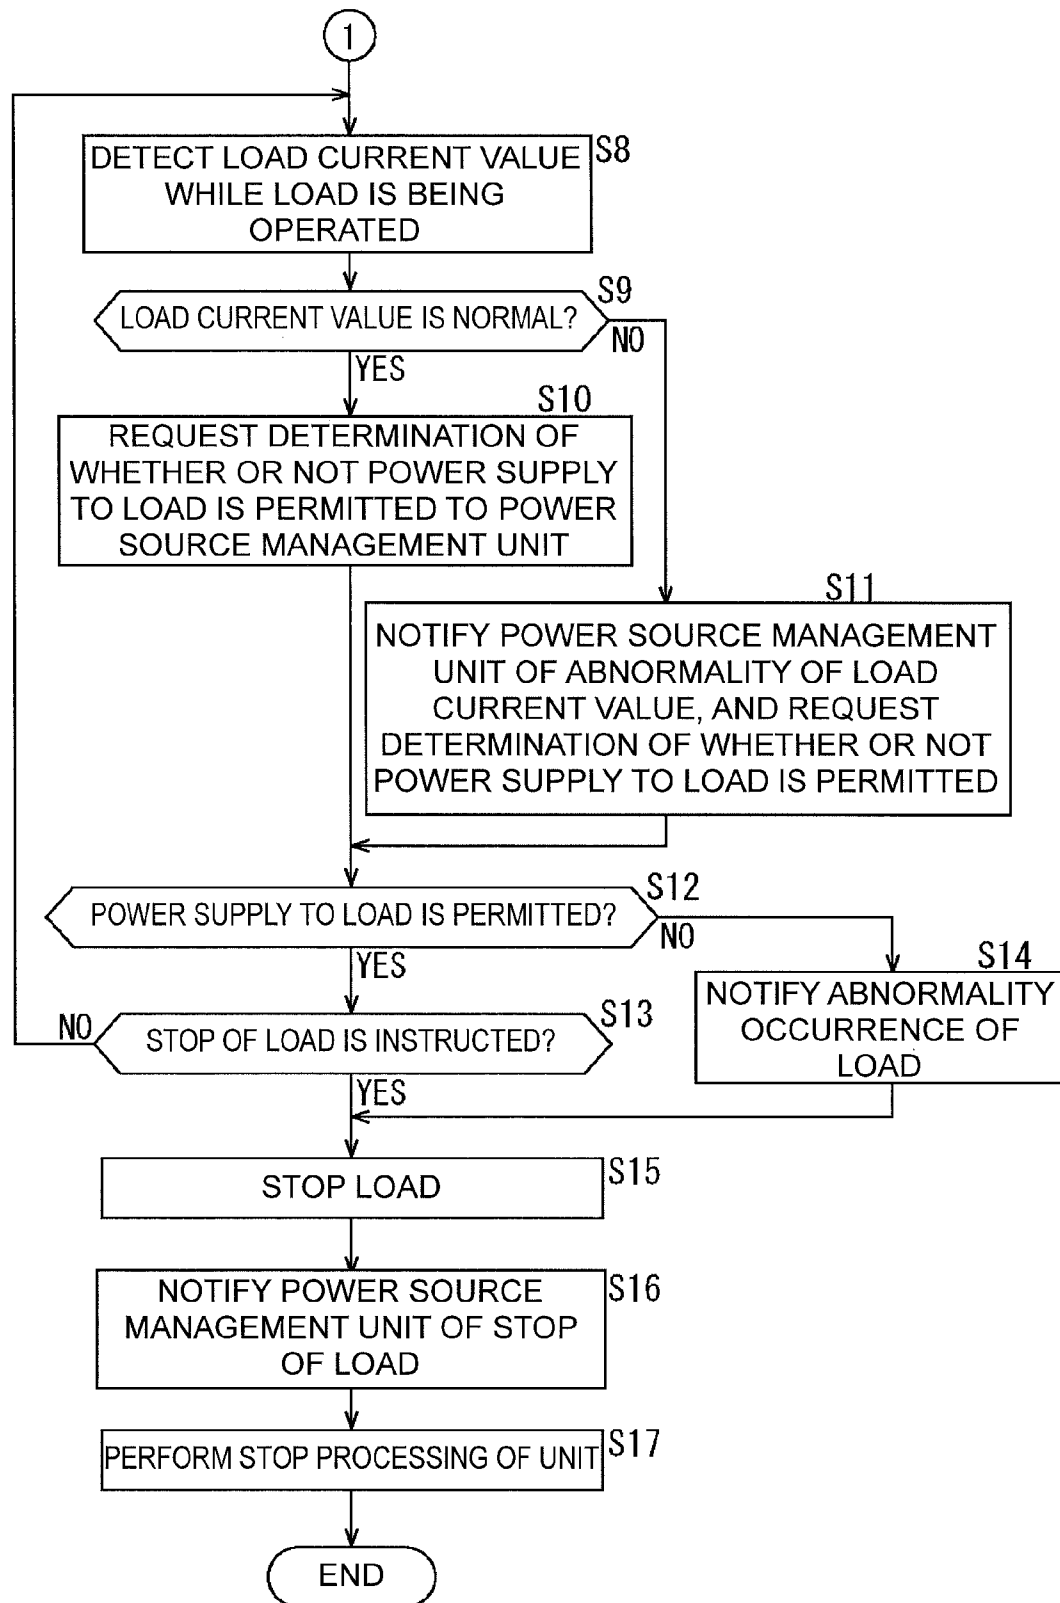 1
DETECT LOAD CURRENT VALUE
WHILE LOAD IS BEING
OPERATED
S8
LOAD CURRENT VALUE IS NORMAL?
S9
NO
YES
S10
REQUEST DETERMINATION OF
WHETHER OR NOT POWER SUPPLY
TO LOAD IS PERMITTED TO POWER
SOURCE MANAGEMENT UNIT
S11
NOTIFY POWER SOURCE MANAGEMENT
UNIT OF ABNORMALITY OF LOAD
CURRENT VALUE, AND REQUEST
DETERMINATION OF WHETHER OR NOT
POWER SUPPLY TO LOAD IS PERMITTED
POWER SUPPLY TO LOAD IS PERMITTED?
S12
NO
YES
S14
NOTIFY ABNORMALITY
OCCURRENCE OF
LOAD
NO
STOP OF LOAD IS INSTRUCTED?
S13
YES
STOP LOAD
S15
NOTIFY POWER SOURCE
MANAGEMENT UNIT OF STOP
OF LOAD
S16
PERFORM STOP PROCESSING OF UNIT
S17
END